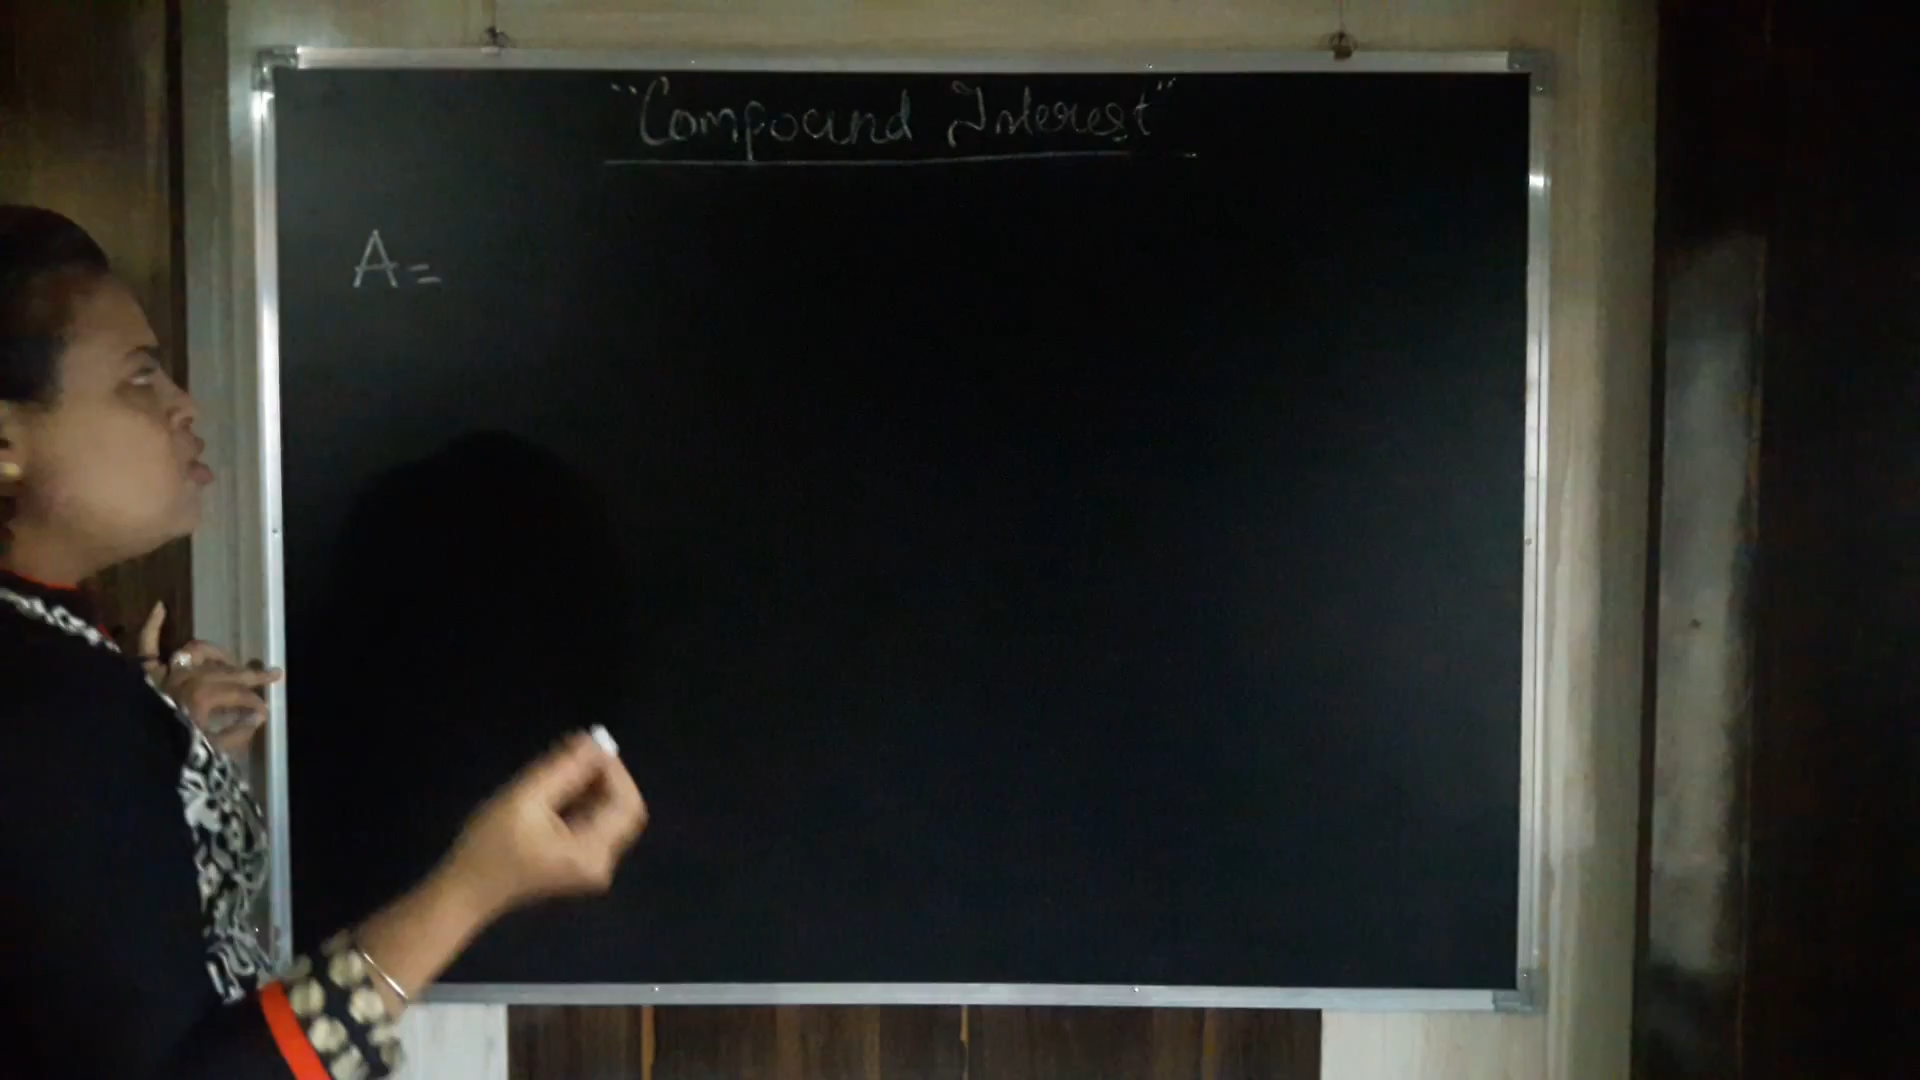 "Compound Interest"
A=